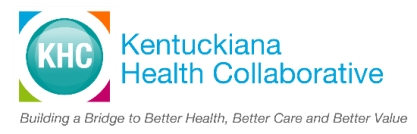 KHC
Kentuckiana
Health Collaborative
Building a Bridge to Better Health, Better Care and Better Value